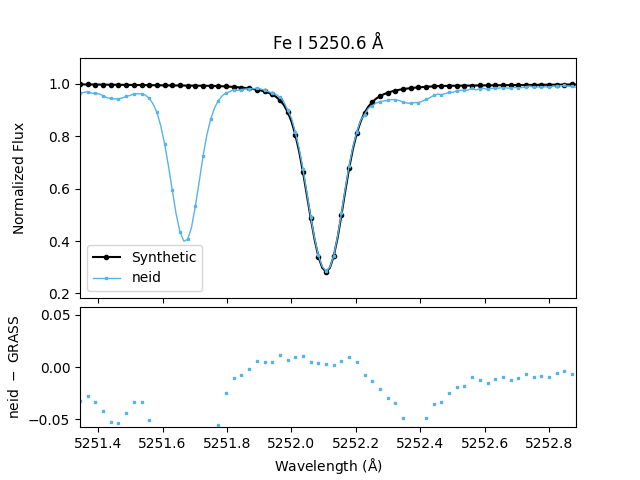 Fe I 5250.6 Å
Normalized Flux
1.0
0.8
0.6
0.4
0.2
Synthetic
neid
neid − GRASS
0.05
0.00
−0.05
5251.4 5251.6 5251.8 5252.0 5252.2 5252.4 5252.6 5252.8
Wavelength (Å)